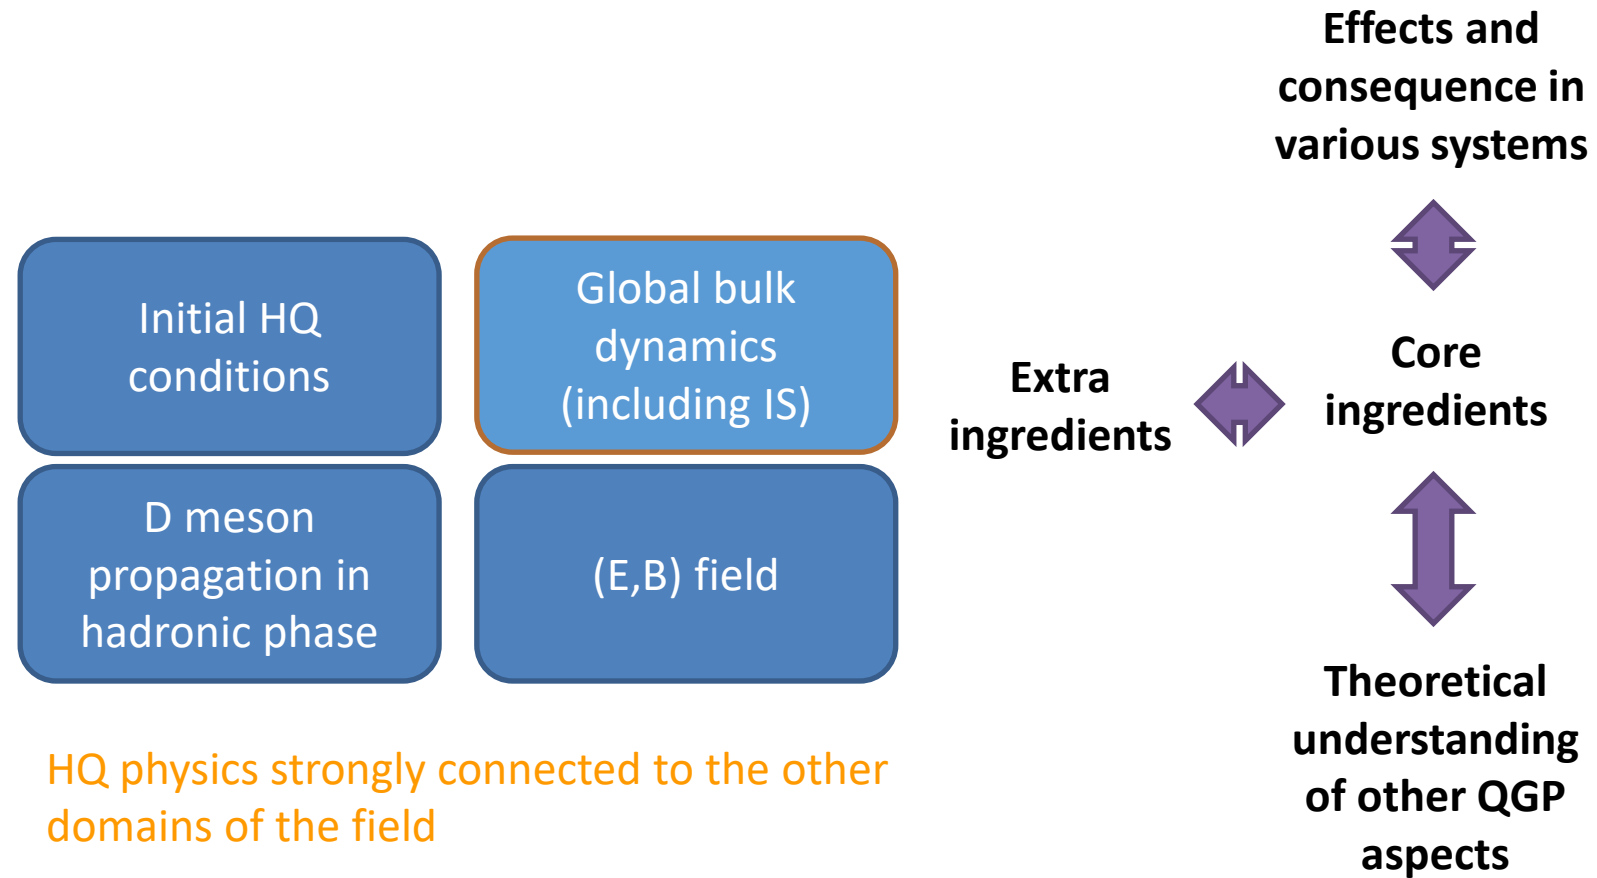 Initial HQ
conditions
Global bulk
dynamics
(including IS)
D meson
propagation in
hadronic phase
(E,B) field
HQ physics strongly connected to the other
domains of the field
Effects and
consequence in
various systems
Extra
ingredients
Core
ingredients
Theoretical
understanding
of other QGP
aspects